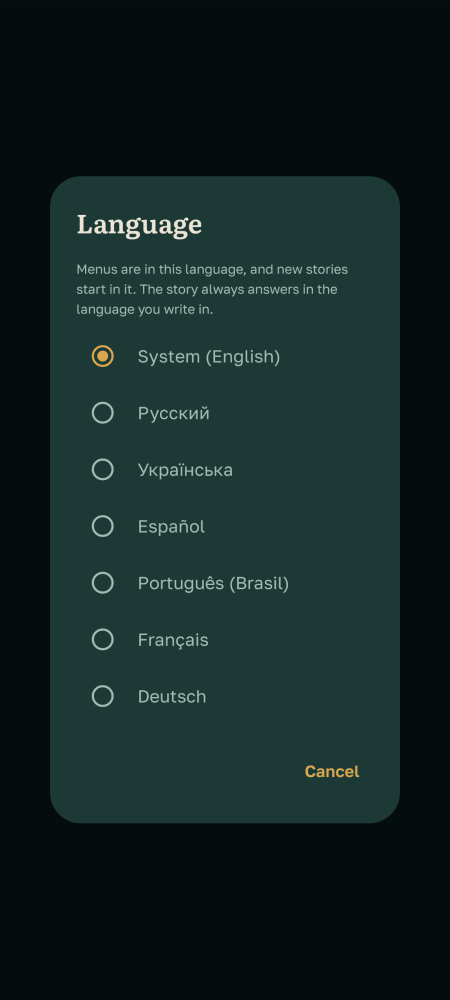 Language
Menus are in this language, and new stories
start in it. The story always answers in the
language you write in.
System (English)
Русский
Українська
Español
Português (Brasil)
Français
Deutsch
Cancel